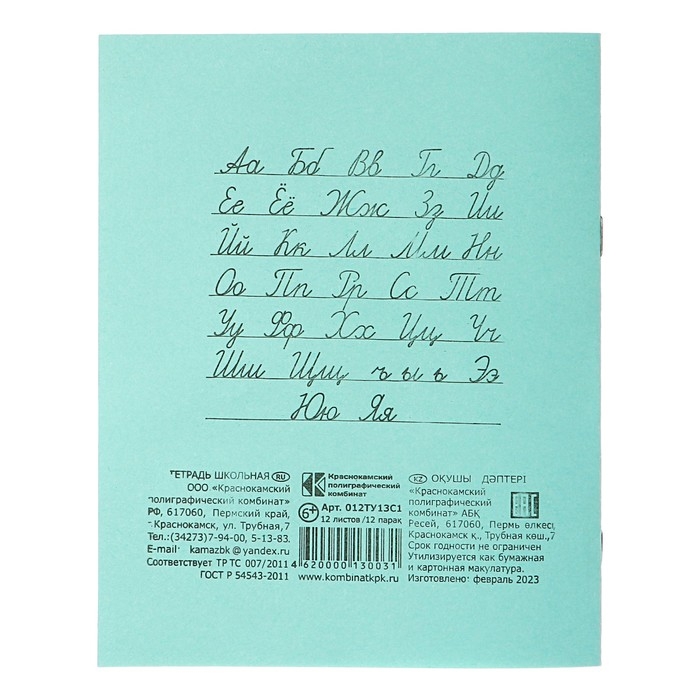 Аа Бб Вв Гг Дд
Ее Ёё Жж Зз Ии
Йй Кк Лл Мм Нн
Оо Пп Рр Сс Тт
Уу Фф Хх Цц Чч
Шш Щщ ъ ы ь Ээ
Юю Яя
ТЕТРАДЬ ШКОЛЬНАЯ RU
ООО «Краснокамский
полиграфический комбинат»
РФ, 617060, Пермский край,
г.Краснокамск, ул. Трубная,7
Тел.:(34273)7-94-00, 5-13-83.
E-mail: kamazbk@yandex.ru
Соответствует ТР ТС 007/2011
ГОСТ Р 54543-2011
К
Краснокамский
полиграфический
комбинат
6+ Арт. 012ТУ13С1
12 листов /12 парақ
4 620000 130031
www.kombinatkpk.ru
KZ ОҚУШЫ ДӘПТЕРІ
«Краснокамский
полиграфический
комбинат» АБҚ
Ресей, 617060, Пермь өлкесі,
Краснокамск қ., Трубная көш.,7
Срок годности не ограничен
Утилизируется как бумажная
и картонная макулатура.
Изготовлено: февраль 2023